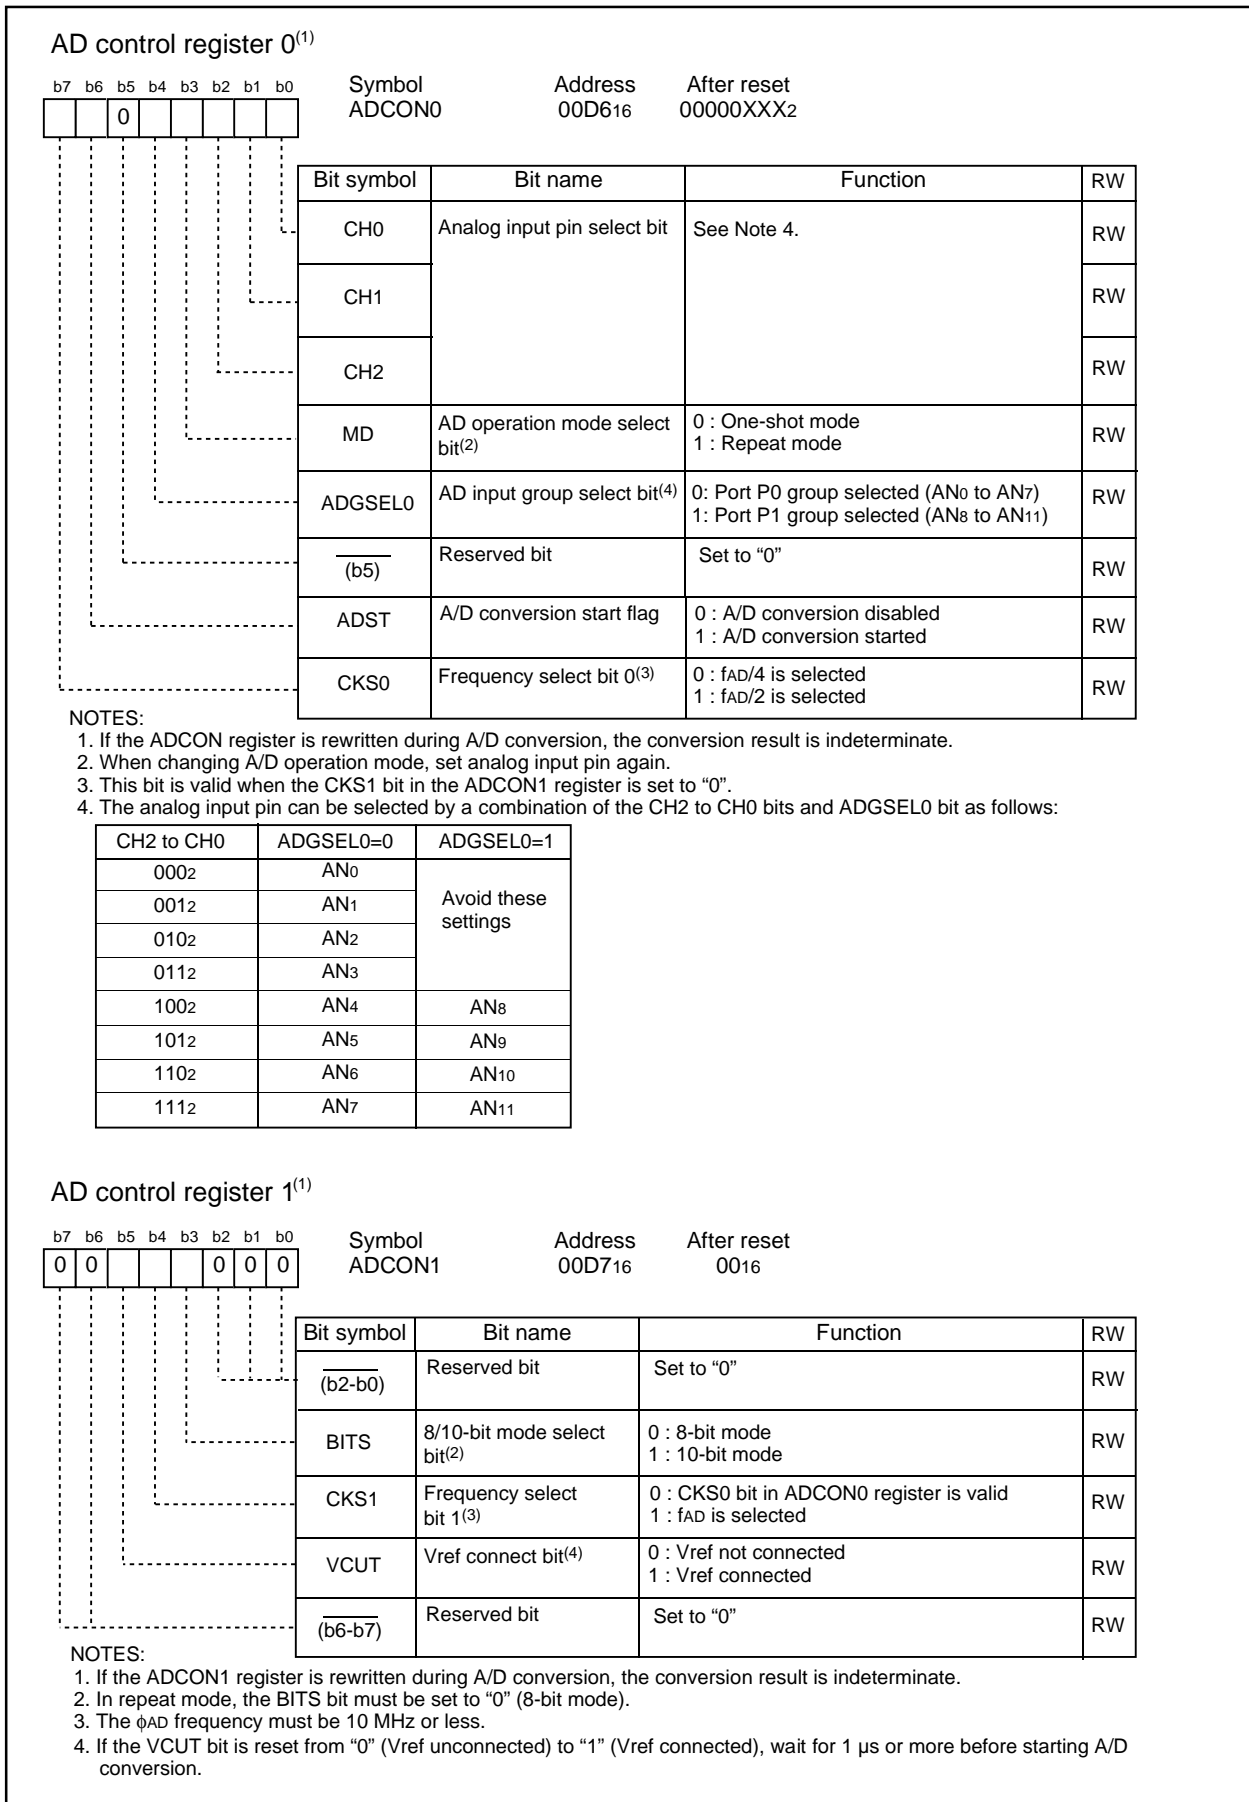 AD control register 0(1)
b7 b6 b5 b4 b3 b2 b1 b0
Symbol Address After reset
ADCON0 00D616 00000XXX2
0
Bit symbol Bit name Function RW
CH0 Analog input pin select bit See Note 4. RW
CH1 RW
CH2 RW
MD AD operation mode select bit(2) 0 : One-shot mode RW
1 : Repeat mode
ADGSEL0 AD input group select bit(4) 0: Port P0 group selected (AN0 to AN7) RW
1: Port P1 group selected (AN8 to AN11)
(b5) Reserved bit Set to “0” RW
ADST A/D conversion start flag 0 : A/D conversion disabled RW
1 : A/D conversion started
CKS0 Frequency select bit 0(3) 0 : fAD/4 is selected RW
1 : fAD/2 is selected
NOTES:
1. If the ADCON register is rewritten during A/D conversion, the conversion result is indeterminate.
2. When changing A/D operation mode, set analog input pin again.
3. This bit is valid when the CKS1 bit in the ADCON1 register is set to “0”.
4. The analog input pin can be selected by a combination of the CH2 to CH0 bits and ADGSEL0 bit as follows:
CH2 to CH0 ADGSEL0=0 ADGSEL0=1
0002 AN0
0012 AN1 Avoid these
settings
0102 AN2
0112 AN3
1002 AN4 AN8
1012 AN5 AN9
1102 AN6 AN10
1112 AN7 AN11
AD control register 1(1)
b7 b6 b5 b4 b3 b2 b1 b0
Symbol Address After reset
ADCON1 00D716 0016
0 0 0 0 0
Bit symbol Bit name Function RW
(b2-b0) Reserved bit Set to “0” RW
BITS 8/10-bit mode select bit(2) 0 : 8-bit mode RW
1 : 10-bit mode
CKS1 Frequency select bit 1(3) 0 : CKS0 bit in ADCON0 register is valid RW
1 : fAD is selected
VCUT Vref connect bit(4) 0 : Vref not connected RW
1 : Vref connected
(b6-b7) Reserved bit Set to “0” RW
NOTES:
1. If the ADCON1 register is rewritten during A/D conversion, the conversion result is indeterminate.
2. In repeat mode, the BITS bit must be set to “0” (8-bit mode).
3. The ϕAD frequency must be 10 MHz or less.
4. If the VCUT bit is reset from “0” (Vref unconnected) to “1” (Vref connected), wait for 1 µs or more before starting A/D
conversion.